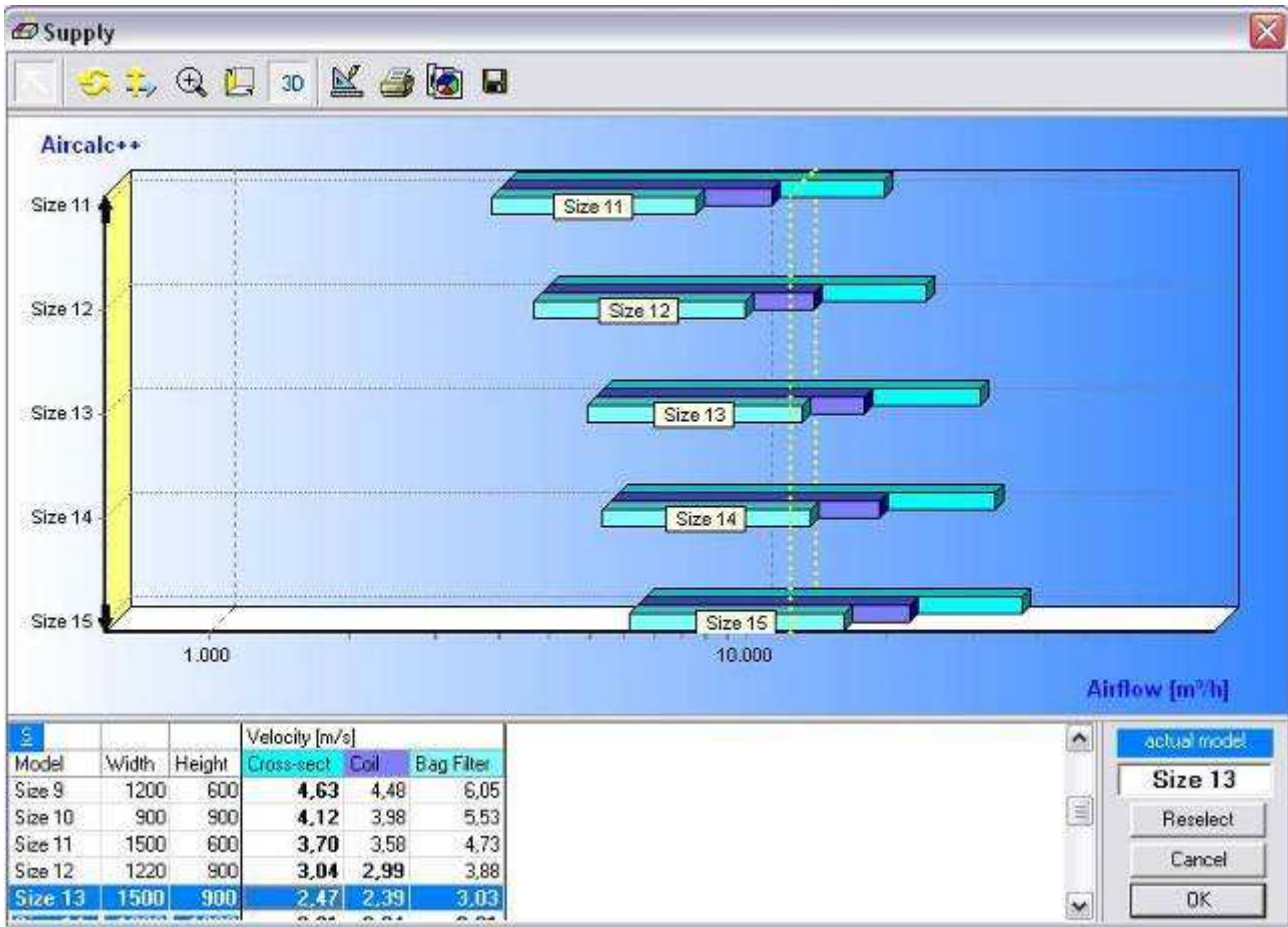 Supply
3D
Aircalc++
Size 11
Size 11
Size 12
Size 12
Size 13
Size 13
Size 14
Size 14
Size 15
Size 15
1.000 10.000
Airflow [m³/h]
S Velocity [m/s]
Model Width Height Cross-sect Coil Bag Filter
Size 9 1200 600 4,63 4,48 6,05
Size 10 900 900 4,12 3,98 5,53
Size 11 1500 600 3,70 3,58 4,73
Size 12 1220 900 3,04 2,99 3,88
Size 13 1500 900 2,47 2,39 3,03
actual model
Size 13
Reselect
Cancel
OK